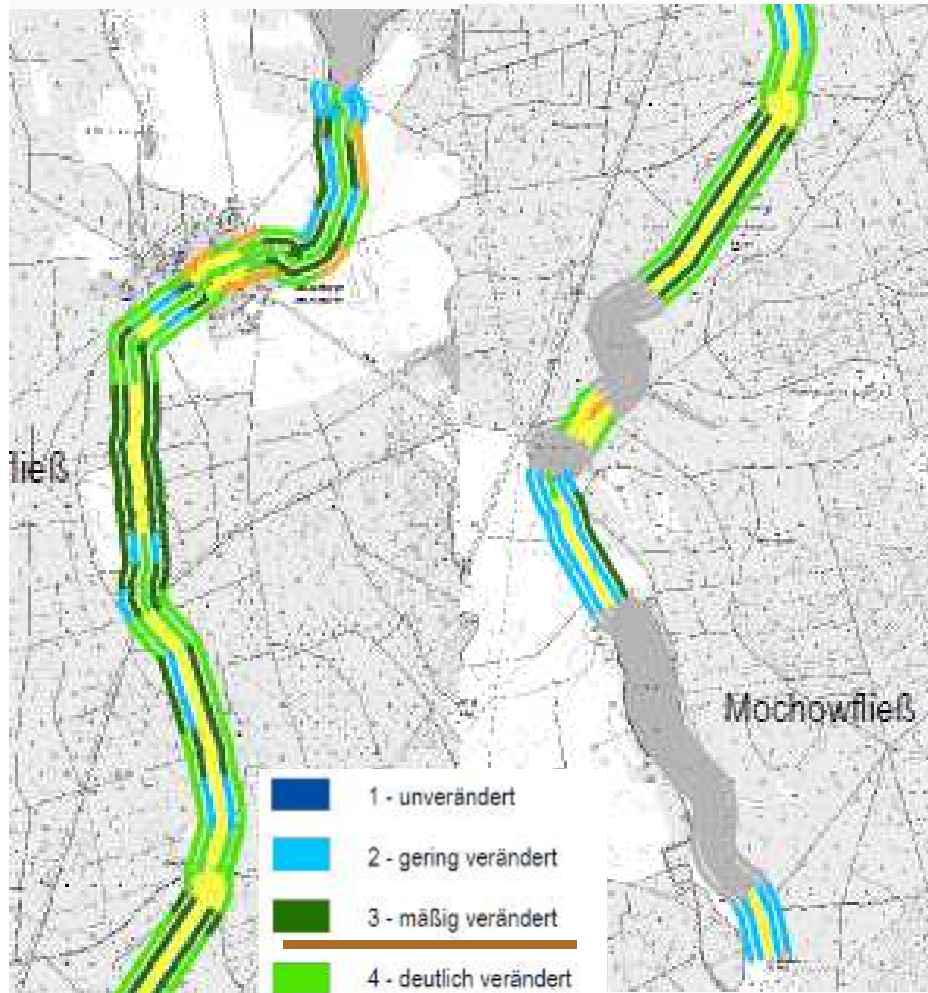 ließ
Mochowfließ
1 - unverändert
2 - gering verändert
3 - mäßig verändert
4 - deutlich verändert